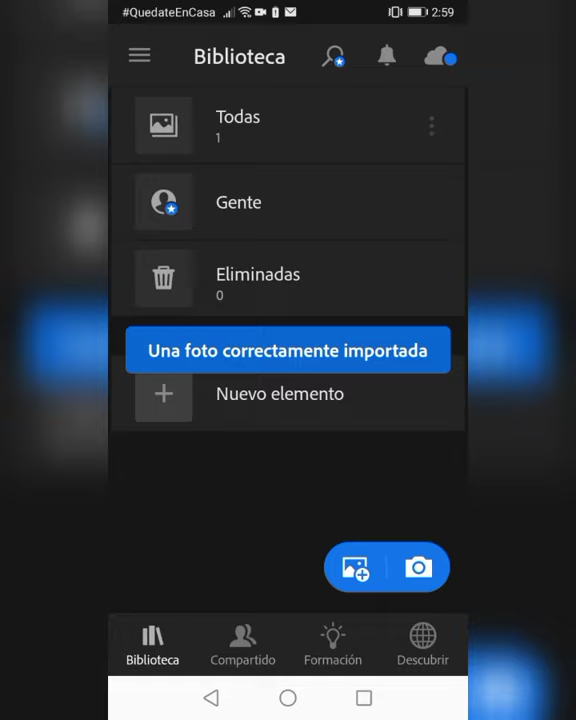 #QuedateEnCasa 2:59
Biblioteca
Todas
1
Gente
Eliminadas
0
Una foto correctamente importada
Nuevo elemento
Biblioteca Compartido Formación Descubrir